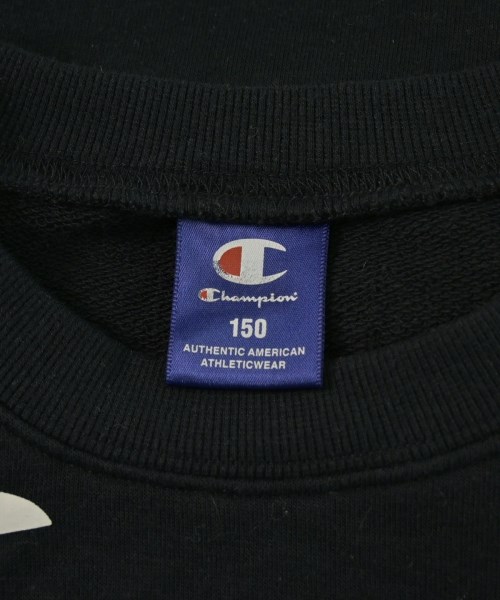 Champion
150
AUTHENTIC AMERICAN
ATHLETICWEAR